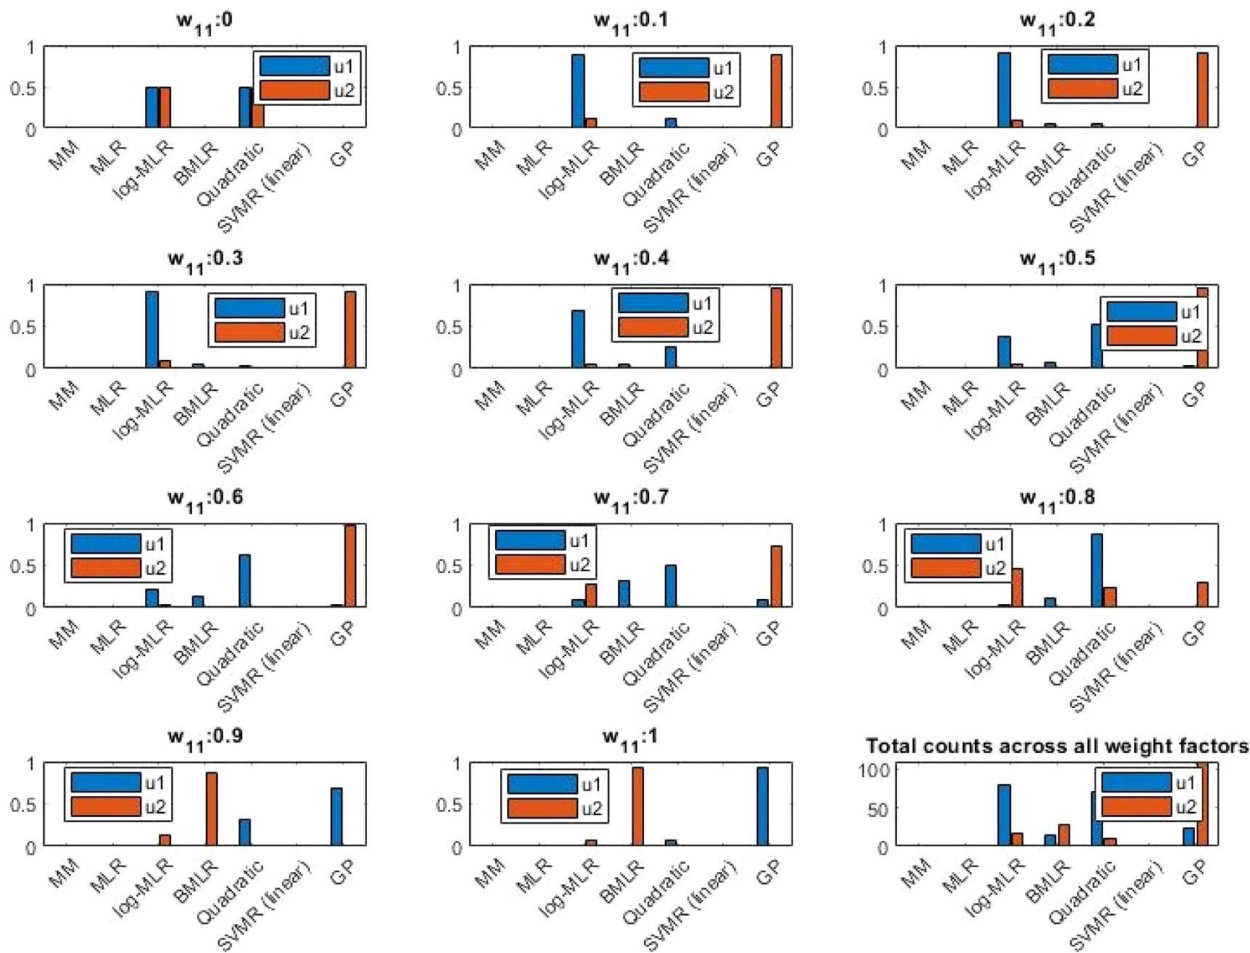 w11:0
1
0.5
0
u1
u2
MM
MLR
log-MLR
BMLR
Quadratic
SVMR (linear)
GP
w11:0.1
1
0.5
0
u1
u2
MM
MLR
log-MLR
BMLR
Quadratic
SVMR (linear)
GP
w11:0.2
1
0.5
0
u1
u2
MM
MLR
log-MLR
BMLR
Quadratic
SVMR (linear)
GP
w11:0.3
1
0.5
0
u1
u2
MM
MLR
log-MLR
BMLR
Quadratic
SVMR (linear)
GP
w11:0.4
1
0.5
0
u1
u2
MM
MLR
log-MLR
BMLR
Quadratic
SVMR (linear)
GP
w11:0.5
1
0.5
0
u1
u2
MM
MLR
log-MLR
BMLR
Quadratic
SVMR (linear)
GP
w11:0.6
1
0.5
0
u1
u2
MM
MLR
log-MLR
BMLR
Quadratic
SVMR (linear)
GP
w11:0.7
1
0.5
0
u1
u2
MM
MLR
log-MLR
BMLR
Quadratic
SVMR (linear)
GP
w11:0.8
1
0.5
0
u1
u2
MM
MLR
log-MLR
BMLR
Quadratic
SVMR (linear)
GP
w11:0.9
1
0.5
0
u1
u2
MM
MLR
log-MLR
BMLR
Quadratic
SVMR (linear)
GP
w11:1
1
0.5
0
u1
u2
MM
MLR
log-MLR
BMLR
Quadratic
SVMR (linear)
GP
Total counts across all weight factors
100
50
0
u1
u2
MM
MLR
log-MLR
BMLR
Quadratic
SVMR (linear)
GP